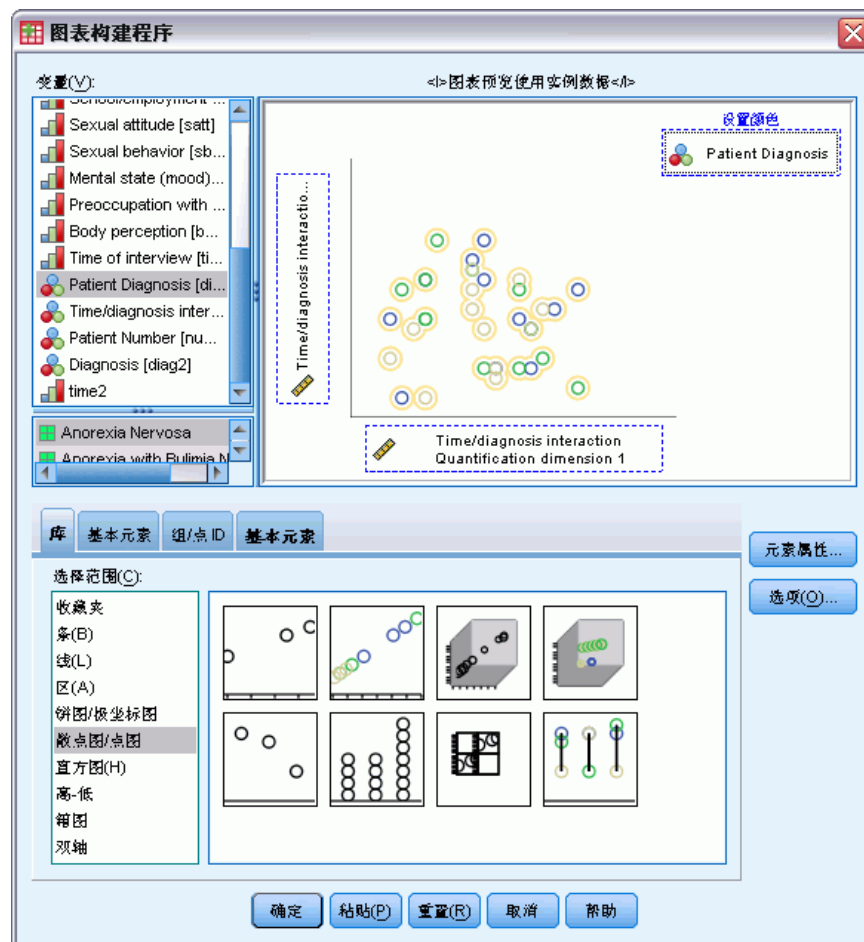 图表构建程序
变量(V):
<I>图表预览使用实例数据</I>
School/employment ...
Sexual attitude [satt]
Sexual behavior [sb...
Mental state (mood)...
Preoccupation with ...
Body perception [b...
Time of interview [ti...
Patient Diagnosis [di...
Time/diagnosis inter...
Patient Number [nu...
Diagnosis [diag2]
time2
Anorexia Nervosa
Anorexia with Bulimia N
设置颜色
Patient Diagnosis
Time/diagnosis interactio...
Time/diagnosis interaction
Quantification dimension 1
库
基本元素
组/点 ID
基本元素
元素属性...
选项(O)...
选择范围(C):
收藏夹
条(B)
线(L)
区(A)
饼图/极坐标图
散点图/点图
直方图(H)
高-低
箱图
双轴
确定
粘贴(P)
重置(R)
取消
帮助